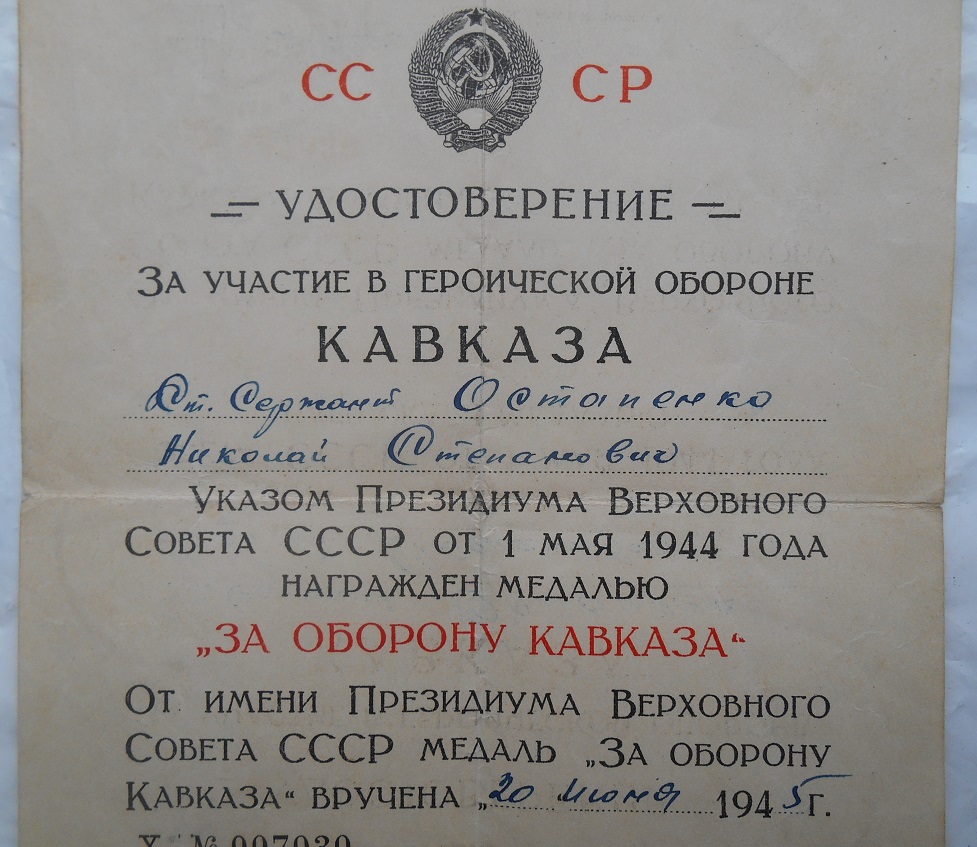 СС СР
УДОСТОВЕРЕНИЕ
ЗА УЧАСТИЕ В ГЕРОИЧЕСКОЙ ОБОРОНЕ
КАВКАЗА
Ст. Сержант Остапенко
Николай Степанович
УКАЗОМ ПРЕЗИДИУМА ВЕРХОВНОГО
СОВЕТА СССР ОТ 1 МАЯ 1944 ГОДА
НАГРАЖДЕН МЕДАЛЬЮ
„ЗА ОБОРОНУ КАВКАЗА“
ОТ ИМЕНИ ПРЕЗИДИУМА ВЕРХОВНОГО
СОВЕТА СССР МЕДАЛЬ „ЗА ОБОРОНУ
КАВКАЗА“ ВРУЧЕНА „20 июня 1945 г.
Х № 007030